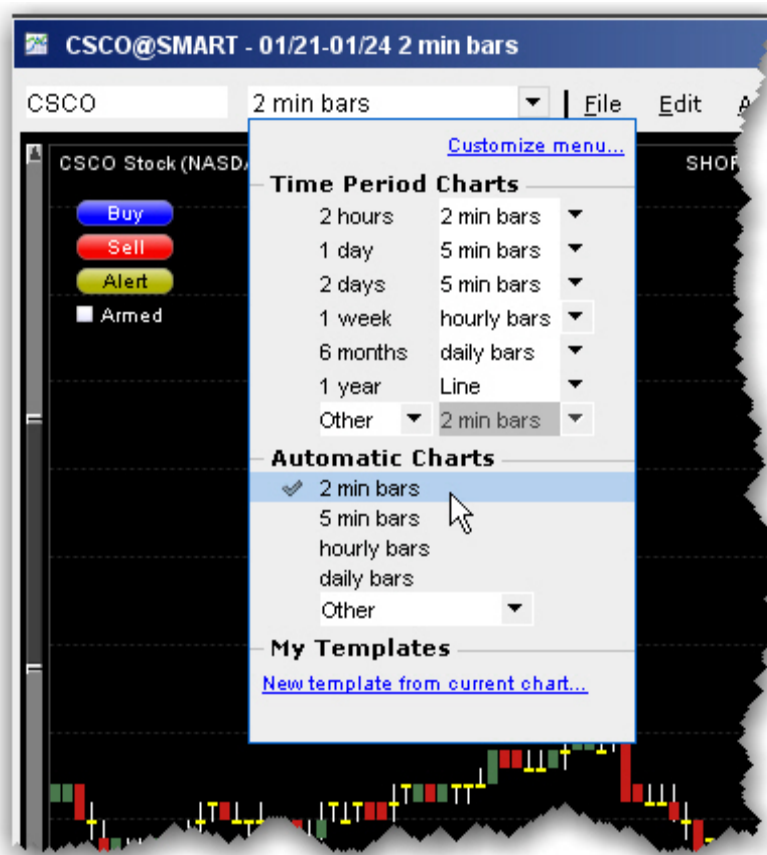 CSCO@SMART - 01/21-01/24 2 min bars
CSCO 2 min bars File Edit
Customize menu...
CSCO Stock (NASD
Time Period Charts
Buy 2 hours 2 min bars
Sell 1 day 5 min bars
Alert 2 days 5 min bars
Armed 1 week hourly bars
6 months daily bars
1 year Line
Other 2 min bars
Automatic Charts
2 min bars
5 min bars
hourly bars
daily bars
Other
My Templates
New template from current chart...